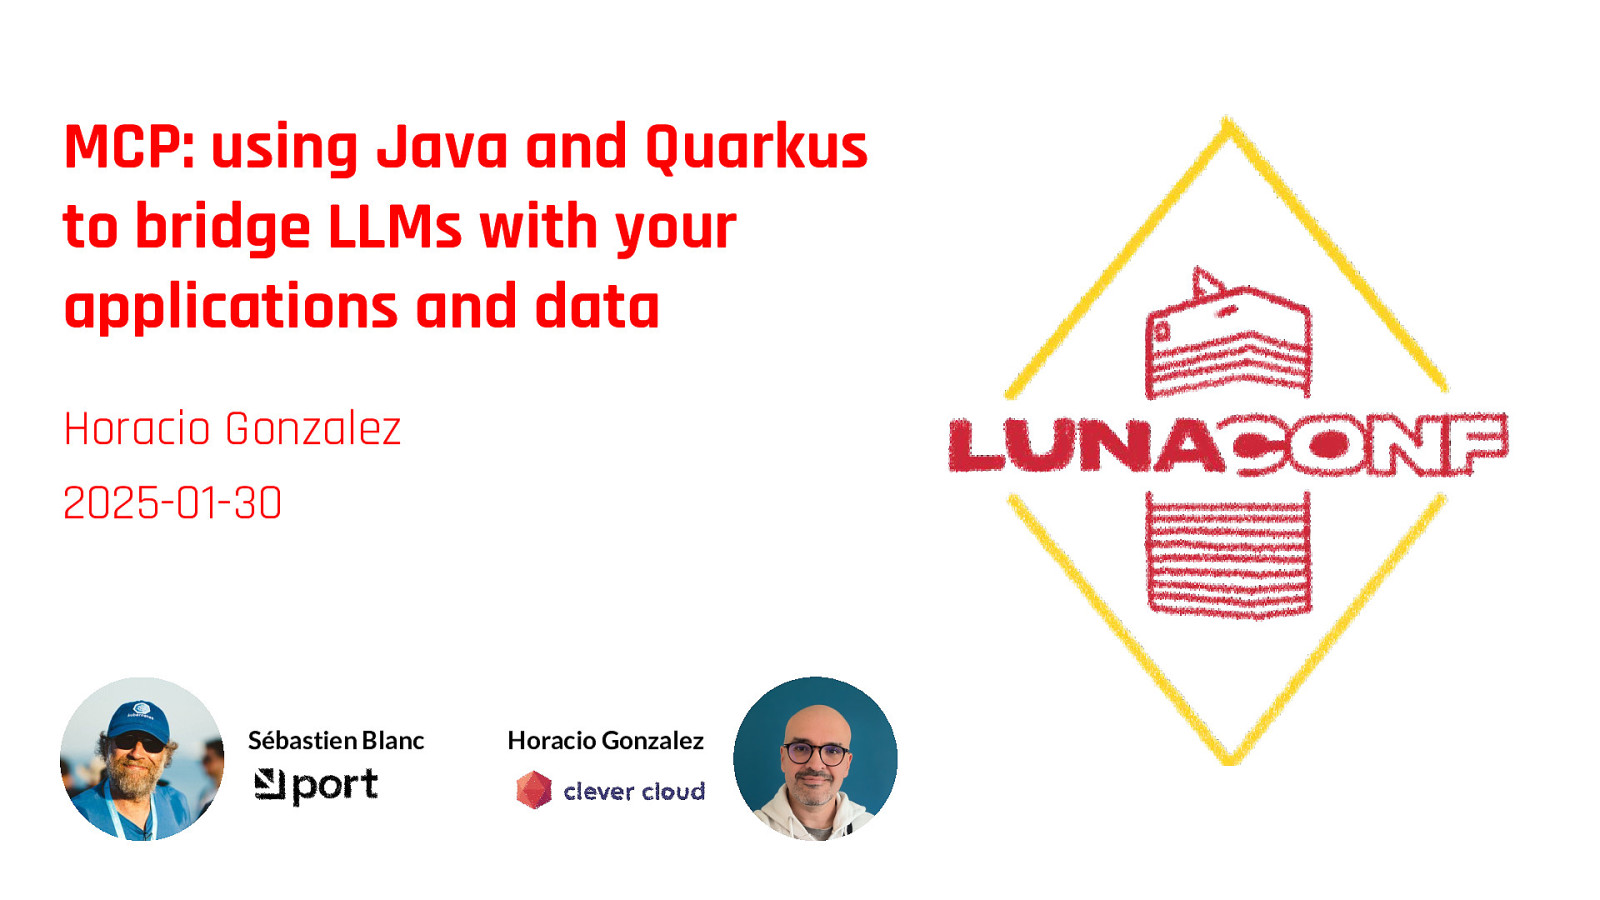 MCP: using Java and Quarkus
to bridge LLMs with your
applications and data
Horacio Gonzalez
2025-01-30
LUNACONF
Sébastien Blanc
port
Horacio Gonzalez
clever cloud